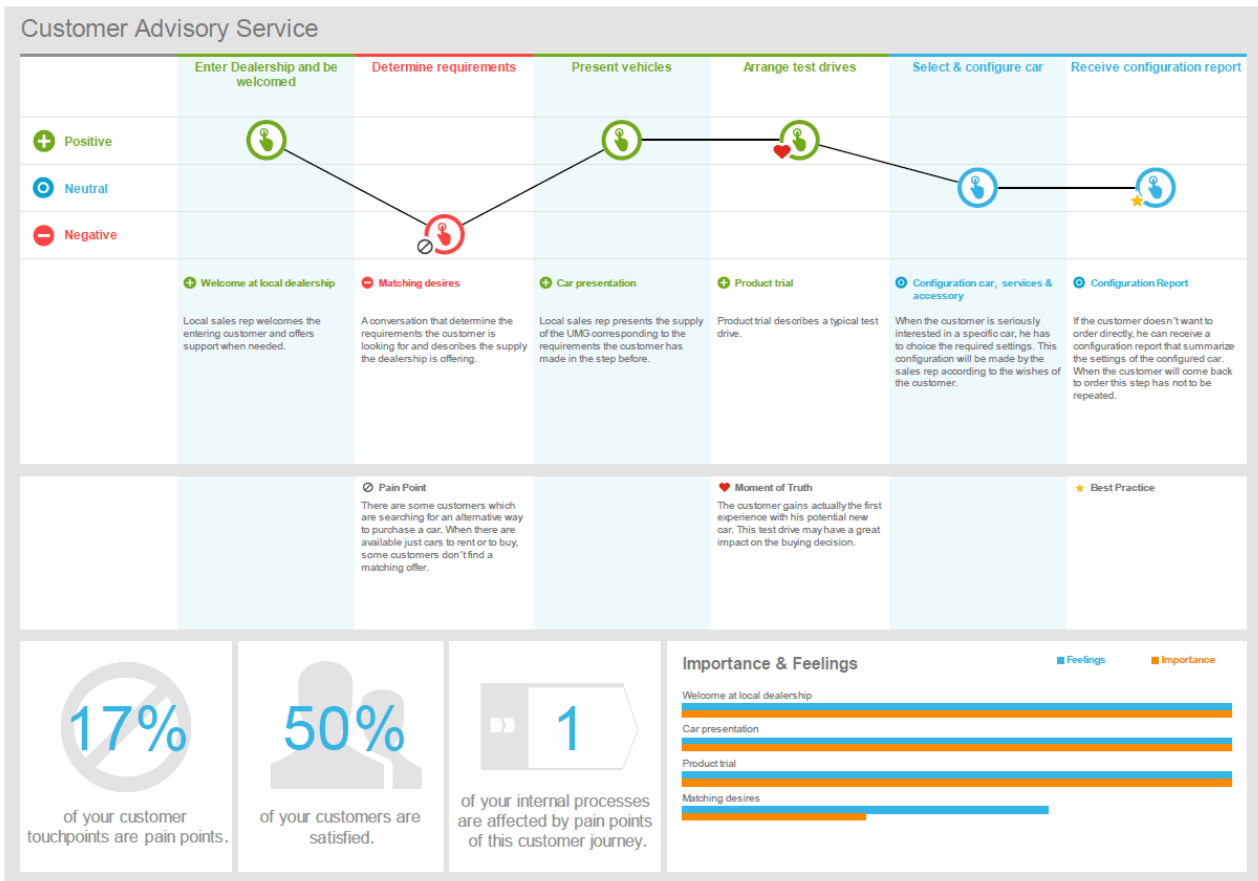 Customer Advisory Service
Enter Dealership and be
welcomed
Determine requirements
Present vehicles
Arrange test drives
Select & configure car
Receive configuration report
Positive
Neutral
Negative
Welcome at local dealership
Local sales rep welcomes the
entering customer and offers
support when needed.
Matching desires
A conversation that determine the
requirements the customer is
looking for and describes the supply
the dealership is offering.
Car presentation
Local sales rep presents the supply
of the UMG corresponding to the
requirements the customer has
made in the step before.
Product trial
Product trial describes a typical test
drive.
Configuration car, services &
accessory
When the customer is seriously
interested in a specific car, he has
to choice the required settings. This
configuration will be made by the
sales rep according to the wishes of
the customer.
Configuration Report
If the customer doesn´t want to
order directly, he can receive a
configuration report that summarize
the settings of the configured car.
When the customer will come back
to order this step has not to be
repeated.
Pain Point
There are some customers which
are searching for an alternative way
to purchase a car. When there are
available just cars to rent or to buy,
some customers don´t find a
matching offer.
Moment of Truth
The customer gains actually the first
experience with his potential new
car. This test drive may have a great
impact on the buying decision.
Best Practice
17%
of your customer
touchpoints are pain points.
50%
of your customers are
satisfied.
1
of your internal processes
are affected by pain points
of this customer journey.
Importance & Feelings
Feelings
Importance
Welcome at local dealership
Car presentation
Product trial
Matching desires